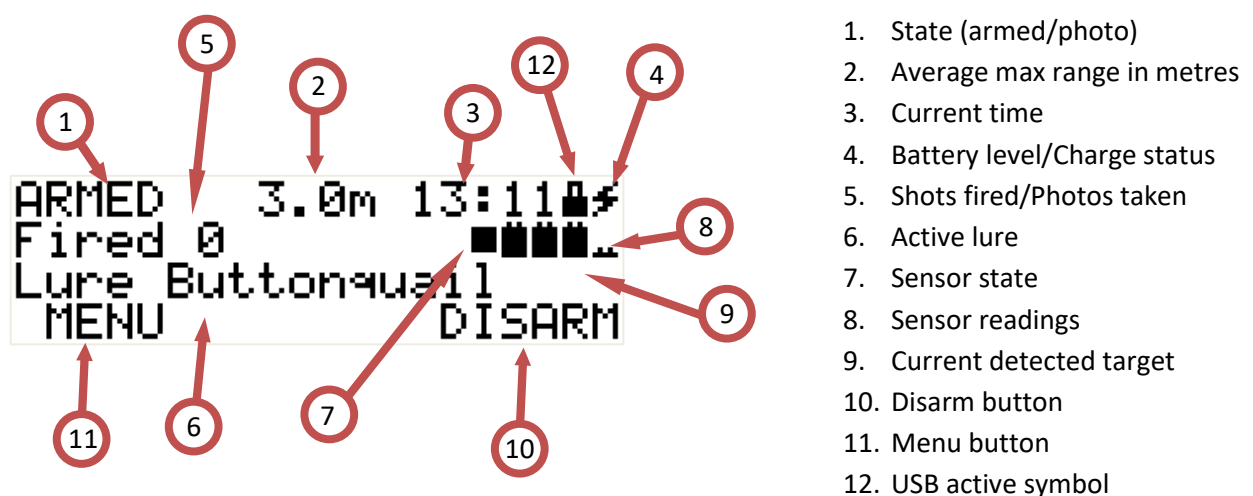 5
12
4
2
3
1
ARMED 3.0m 13:11
Fired 0
Lure Buttonquail
MENU DISARM
8
9
7
6
11
10
1. State (armed/photo)
2. Average max range in metres
3. Current time
4. Battery level/Charge status
5. Shots fired/Photos taken
6. Active lure
7. Sensor state
8. Sensor readings
9. Current detected target
10. Disarm button
11. Menu button
12. USB active symbol